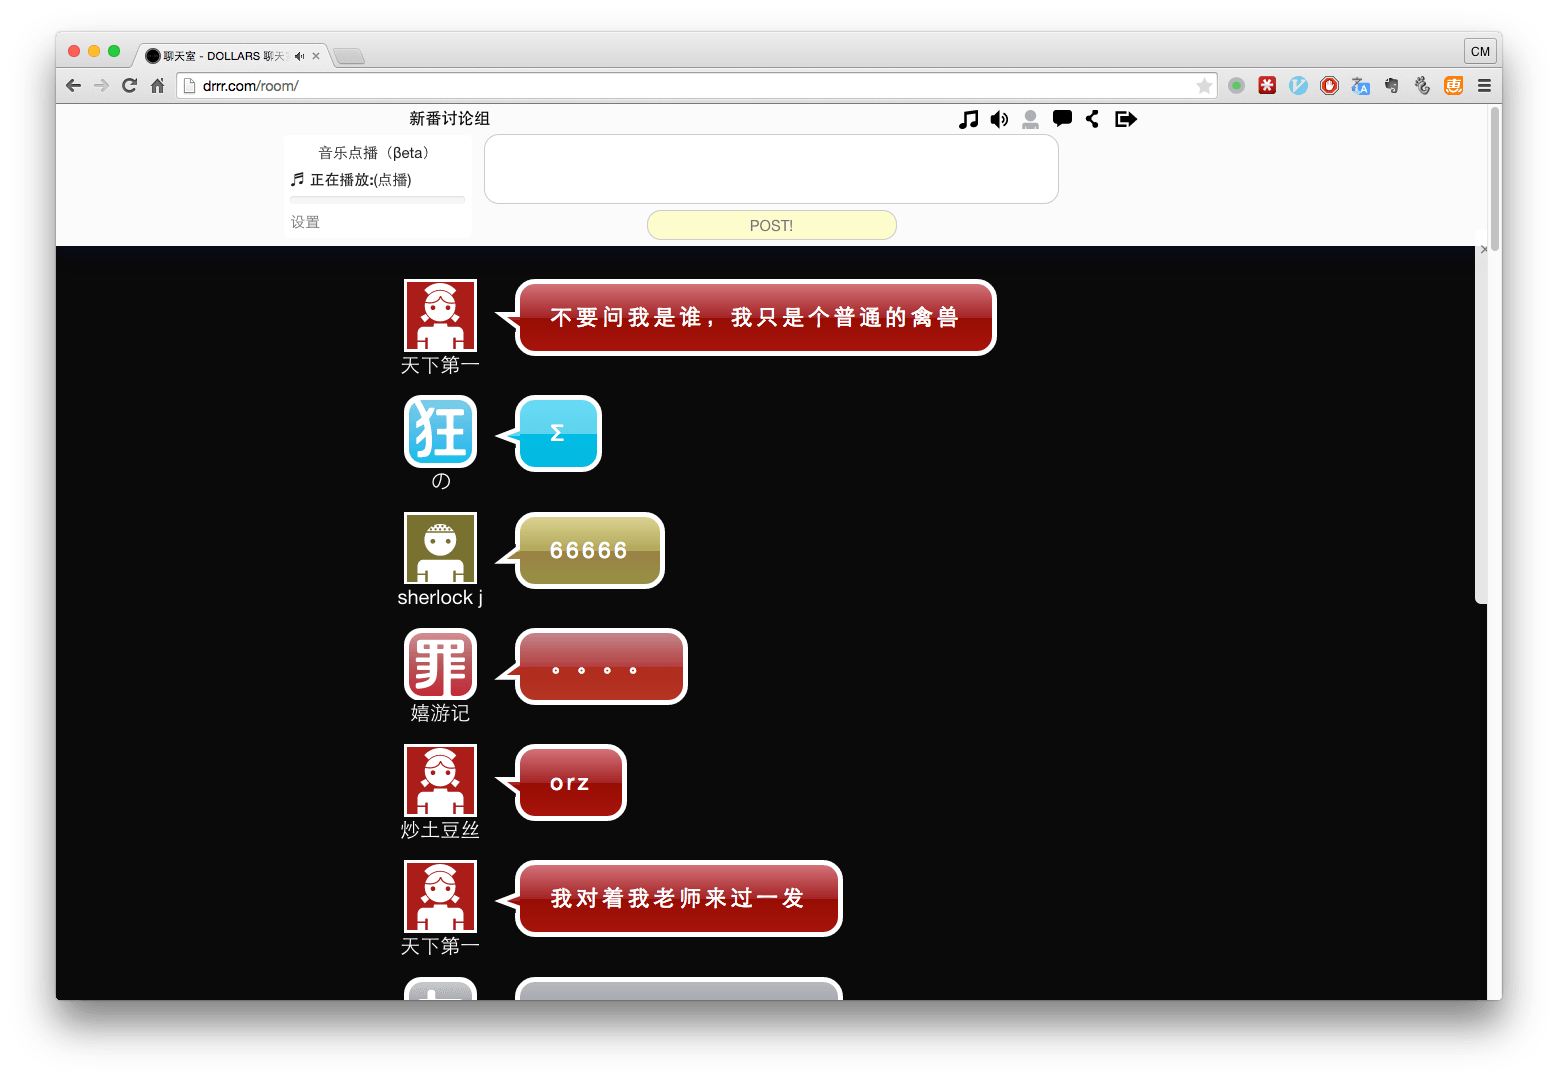 聊天室 - DOLLARS 聊天
CM
drrr.com/room/
新番讨论组
音乐点播（βeta）
正在播放:(点播)
设置
POST!
不要问我是谁，我只是个普通的禽兽
天下第一
狂
Σ
の
66666
sherlock j
罪
。。。。
嬉游记
orz
炒土豆丝
我对着我老师来过一发
天下第一